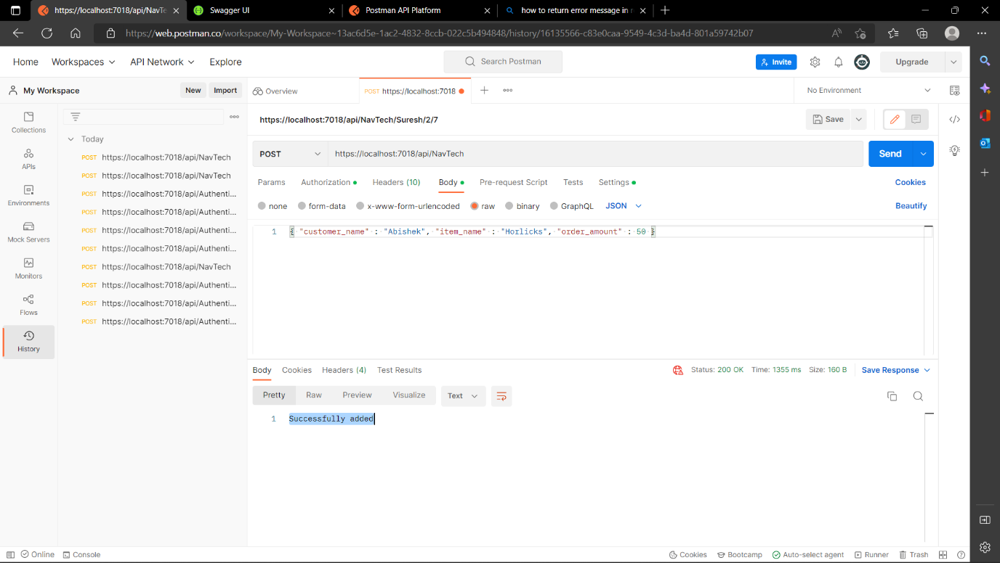 https://localhost:7018/api/NavTe
Swagger UI
Postman API Platform
how to return error message in r
https://web.postman.co/workspace/My-Workspace~13ac6d5e-1ac2-4832-8ccb-022c5b494848/history/16135566-c83e0caa-9549-4c3d-ba4d-801a59742b07
Home Workspaces API Network Explore Search Postman Invite Upgrade
My Workspace New Import Overview POST https://localhost:7018 No Environment
https://localhost:7018/api/NavTech/Suresh/2/7 Save
Collections
APIs
Environments
Mock Servers
Monitors
Flows
History
Today
POST https://localhost:7018/api/NavTech
POST https://localhost:7018/api/NavTech
POST https://localhost:7018/api/Authenti...
POST https://localhost:7018/api/Authenti...
POST https://localhost:7018/api/Authenti...
POST https://localhost:7018/api/Authenti...
POST https://localhost:7018/api/NavTech
POST https://localhost:7018/api/Authenti...
POST https://localhost:7018/api/Authenti...
POST https://localhost:7018/api/Authenti...
POST https://localhost:7018/api/NavTech Send
Params Authorization Headers (10) Body Pre-request Script Tests Settings Cookies
none form-data x-www-form-urlencoded raw binary GraphQL JSON Beautify
1 { "customer_name" : "Abishek", "item_name" : "Horlicks", "order_amount" : 50 }
Body Cookies Headers (4) Test Results Status: 200 OK Time: 1355 ms Size: 160 B Save Response
Pretty Raw Preview Visualize Text
1 Successfully added
Online Console Cookies Bootcamp Auto-select agent Runner Trash